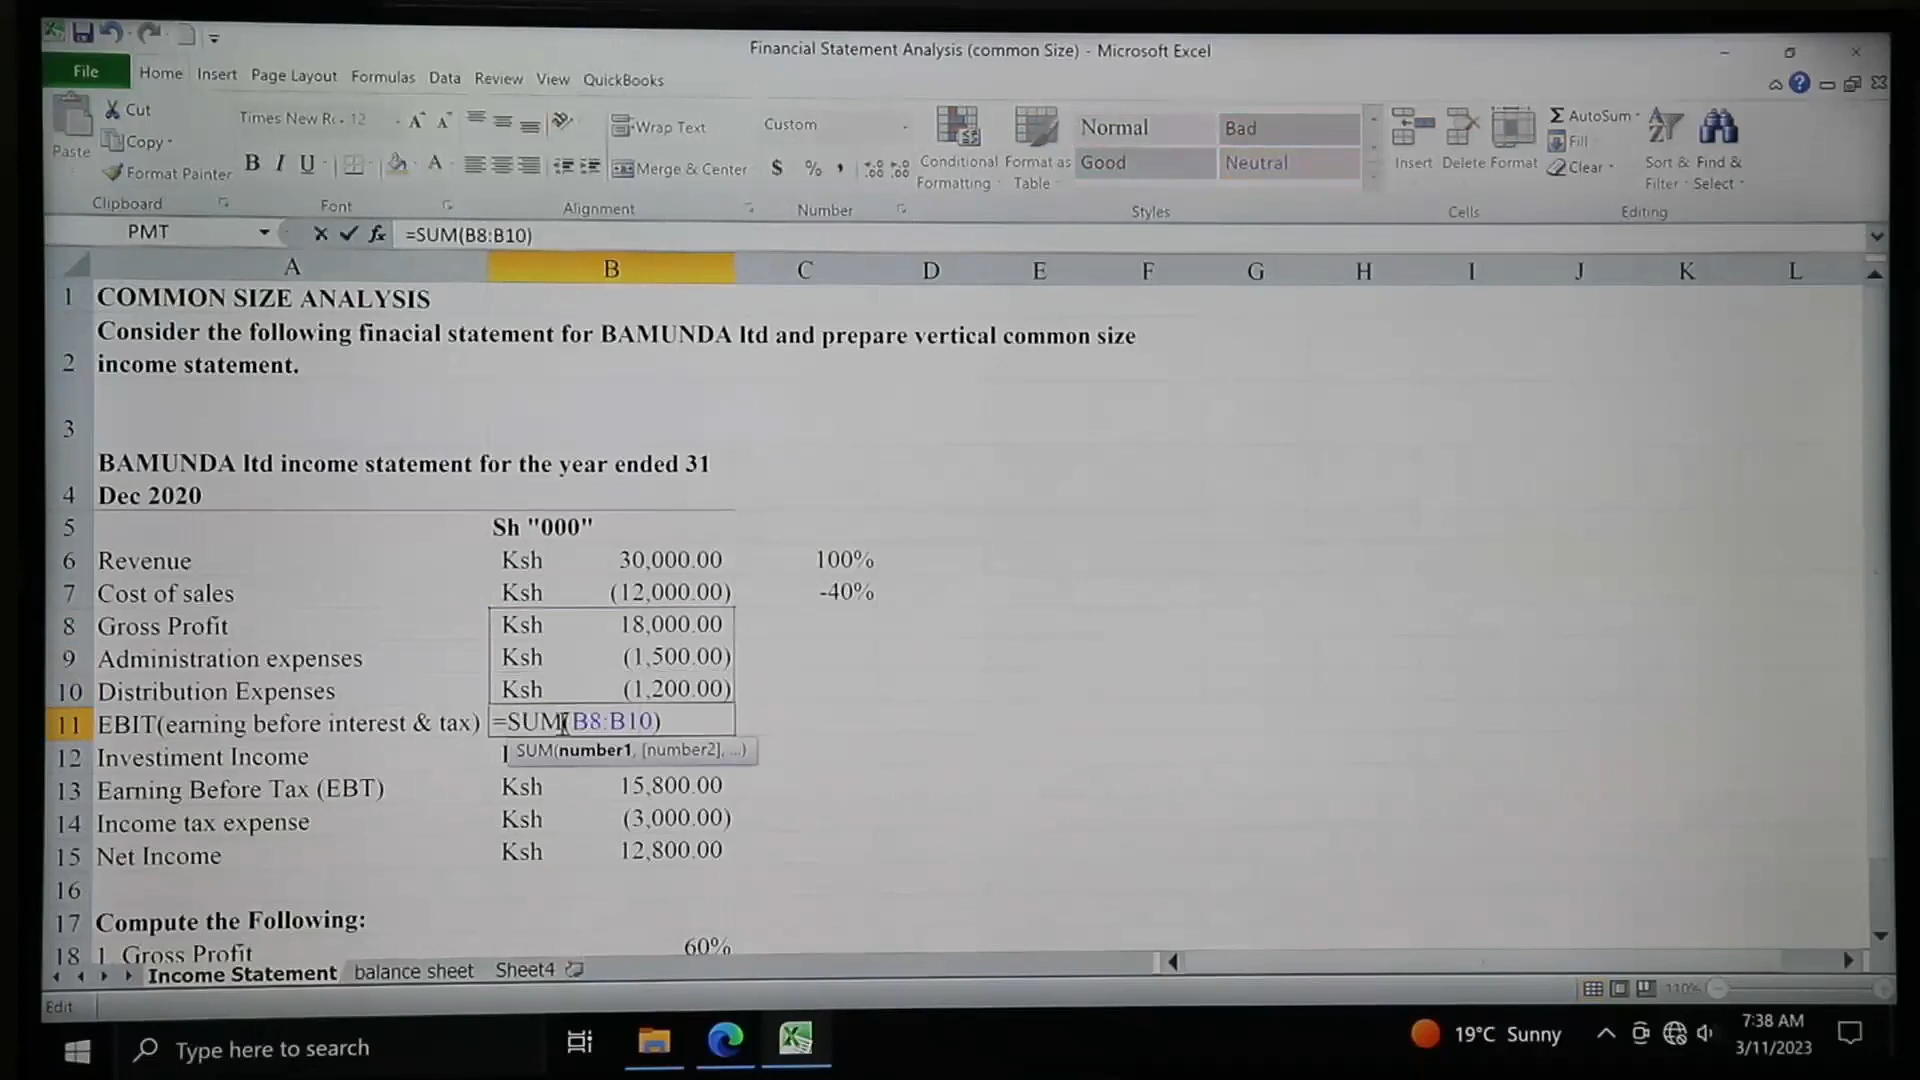 Financial Statement Analysis (common Size) - Microsoft Excel
File Home Insert Page Layout Formulas Data Review View QuickBooks
Paste Cut Copy Format Painter
Clipboard
Times New Ro 12
B I U A
Font
Wrap Text
Merge & Center
Alignment
Custom
$ % ,
Number
Conditional Formatting Format as Table
Normal Bad
Good Neutral
Styles
Insert Delete Format
Cells
Σ AutoSum
Fill
Clear
Sort & Filter Find & Select
Editing
PMT fx =SUM(B8:B10)
A B C D E F G H I J K L
1 COMMON SIZE ANALYSIS
Consider the following finacial statement for BAMUNDA ltd and prepare vertical common size
2 income statement.
3
BAMUNDA ltd income statement for the year ended 31
4 Dec 2020
5 Sh "000"
6 Revenue Ksh 30,000.00 100%
7 Cost of sales Ksh (12,000.00) -40%
8 Gross Profit Ksh 18,000.00
9 Administration expenses Ksh (1,500.00)
10 Distribution Expenses Ksh (1,200.00)
11 EBIT(earning before interest & tax) =SUM(B8:B10)
12 Investiment Income SUM(number1, [number2], ...)
13 Earning Before Tax (EBT) Ksh 15,800.00
14 Income tax expense Ksh (3,000.00)
15 Net Income Ksh 12,800.00
16
17 Compute the Following:
18 1 Gross Profit 60%
Income Statement balance sheet Sheet4
Edit 110%
Type here to search
19°C Sunny
7:38 AM
3/11/2023